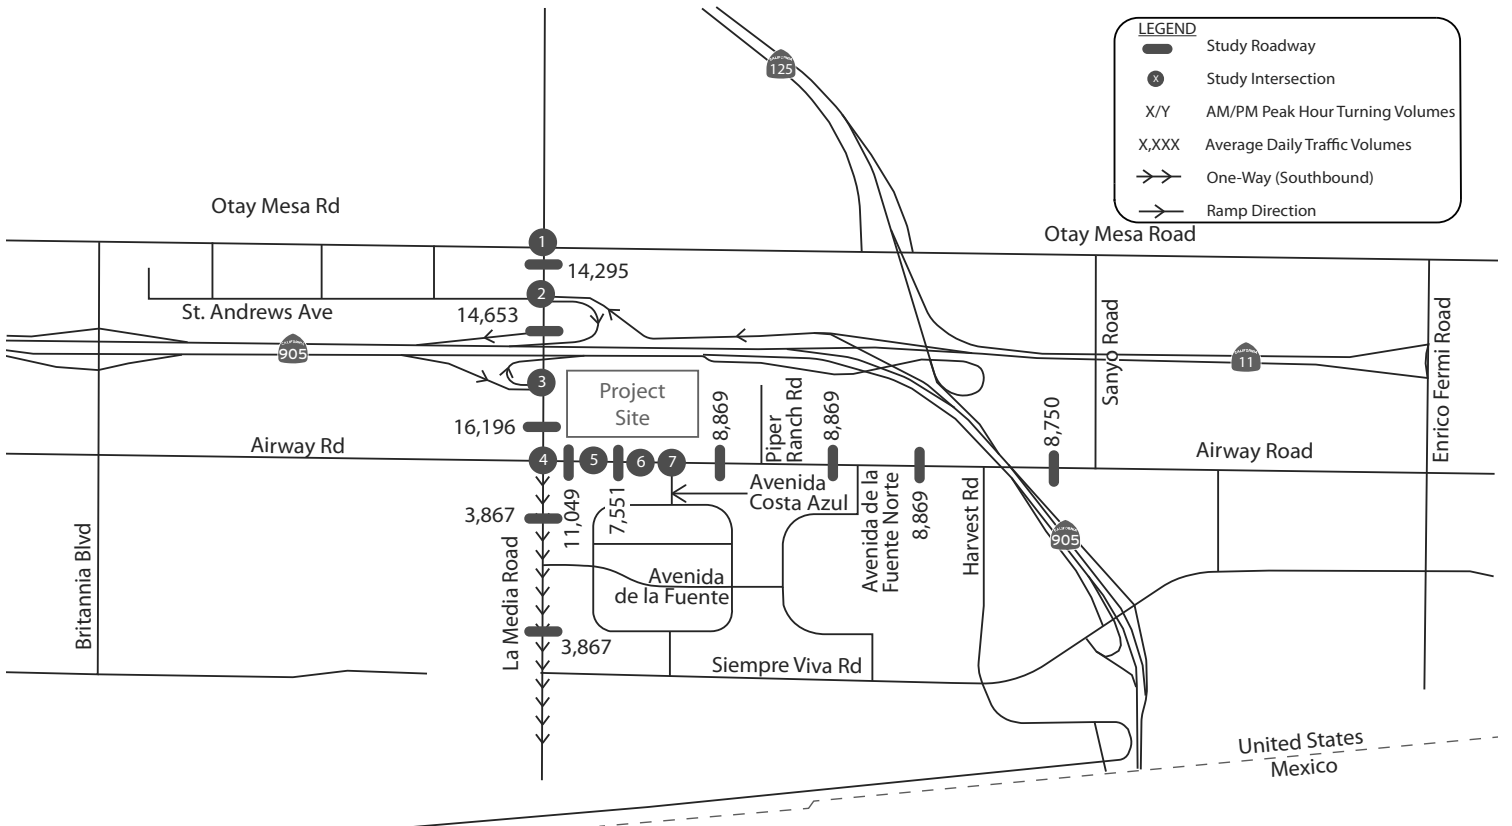 LEGEND
Study Roadway
X
Study Intersection
X/Y
AM/PM Peak Hour Turning Volumes
X,XXX
Average Daily Traffic Volumes
One-Way (Southbound)
Ramp Direction
CALIFORNIA
125
Otay Mesa Rd
Otay Mesa Road
1
14,295
2
St. Andrews Ave
14,653
CALIFORNIA
905
3
Project
Site
CALIFORNIA
11
Sanyo Road
Enrico Fermi Road
16,196
8,869
Piper
Ranch Rd
8,869
8,750
Airway Rd
Airway Road
4
5
6
7
11,049
7,551
Avenida
Costa Azul
Avenida de la
Fuente Norte
8,869
Harvest Rd
CALIFORNIA
905
3,867
Britannia Blvd
La Media Road
Avenida
de la Fuente
3,867
Siempre Viva Rd
United States
Mexico